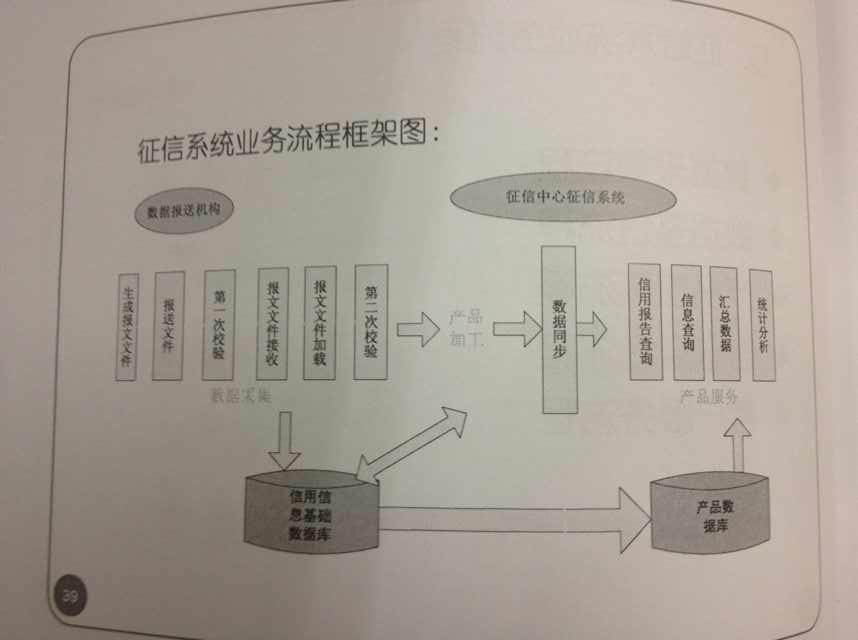 征信系统业务流程框架图：
数据报送机构
征信中心征信系统
生成报文文件
报送文件
第一次校验
报文文件接收
报文文件加载
第二次校验
产品
加工
数据同步
信用报告查询
信息查询
汇总数据
统计分析
数据采集
产品服务
信用信
息基础
数据库
产品数
据库
39